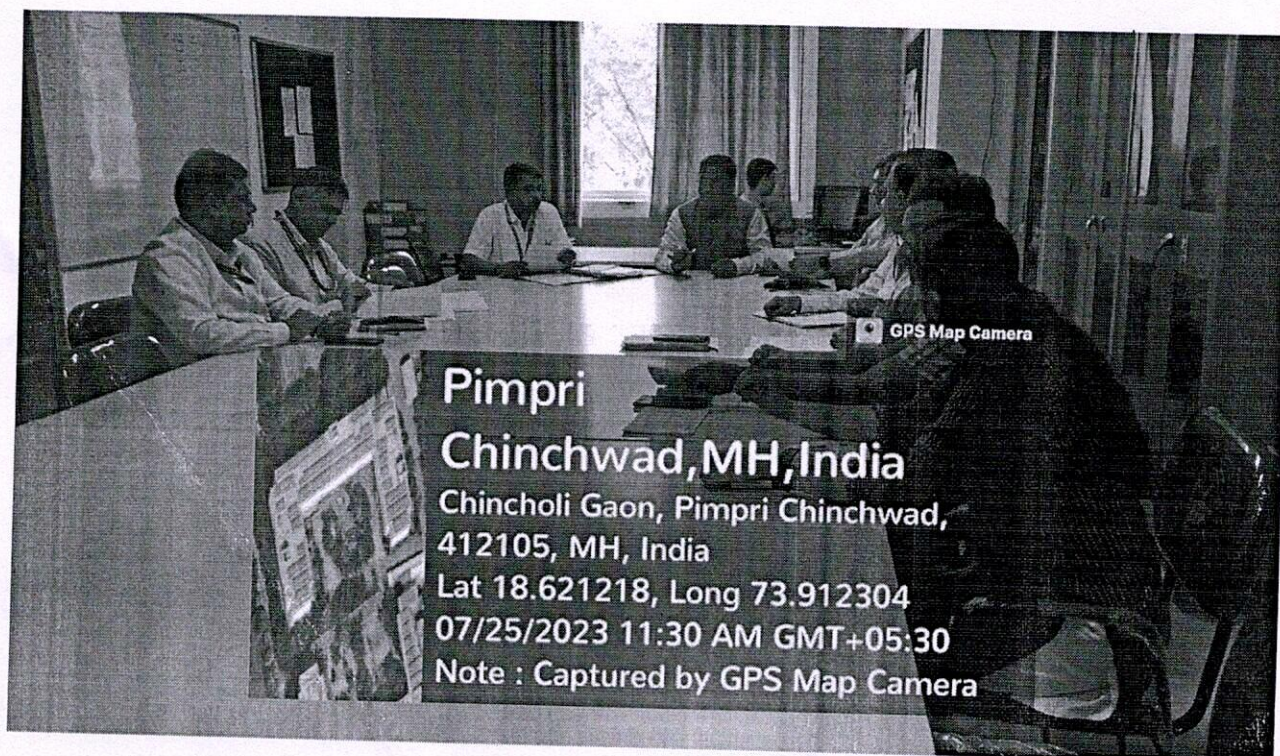 GPS Map Camera
Pimpri
Chinchwad,MH,India
Chincholi Gaon, Pimpri Chinchwad,
412105, MH, India
Lat 18.621218, Long 73.912304
07/25/2023 11:30 AM GMT+05:30
Note : Captured by GPS Map Camera